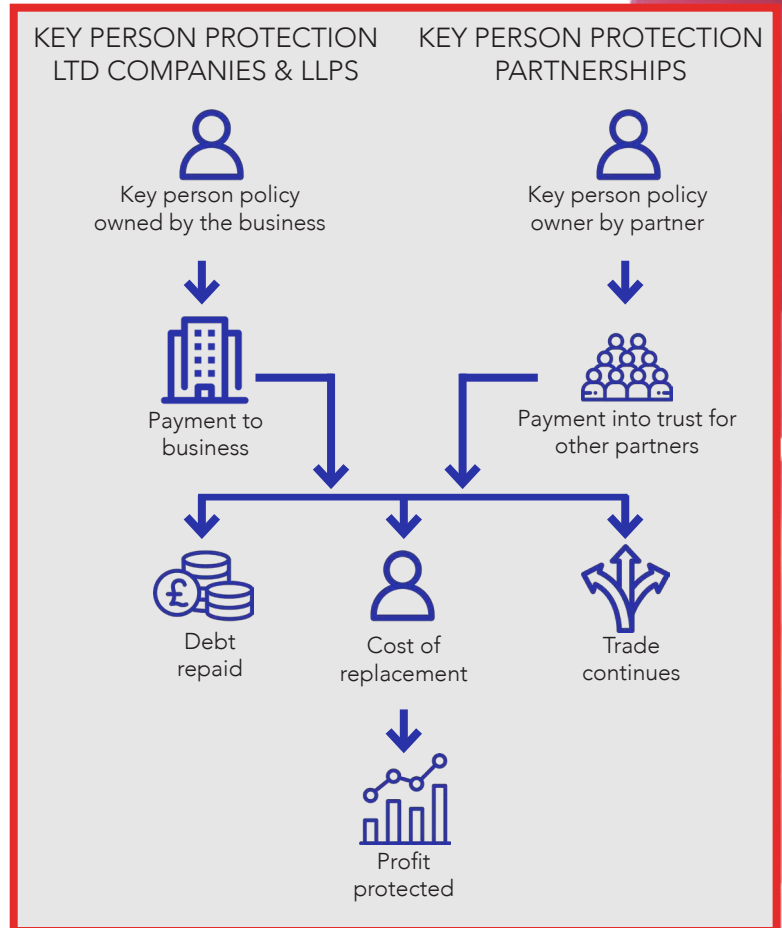 KEY PERSON PROTECTION
LTD COMPANIES & LLPS
KEY PERSON PROTECTION
PARTNERSHIPS
Key person policy
owned by the business
Key person policy
owner by partner
Payment to
business
Payment into trust for
other partners
£
Debt
repaid
Cost of
replacement
Trade
continues
Profit
protected